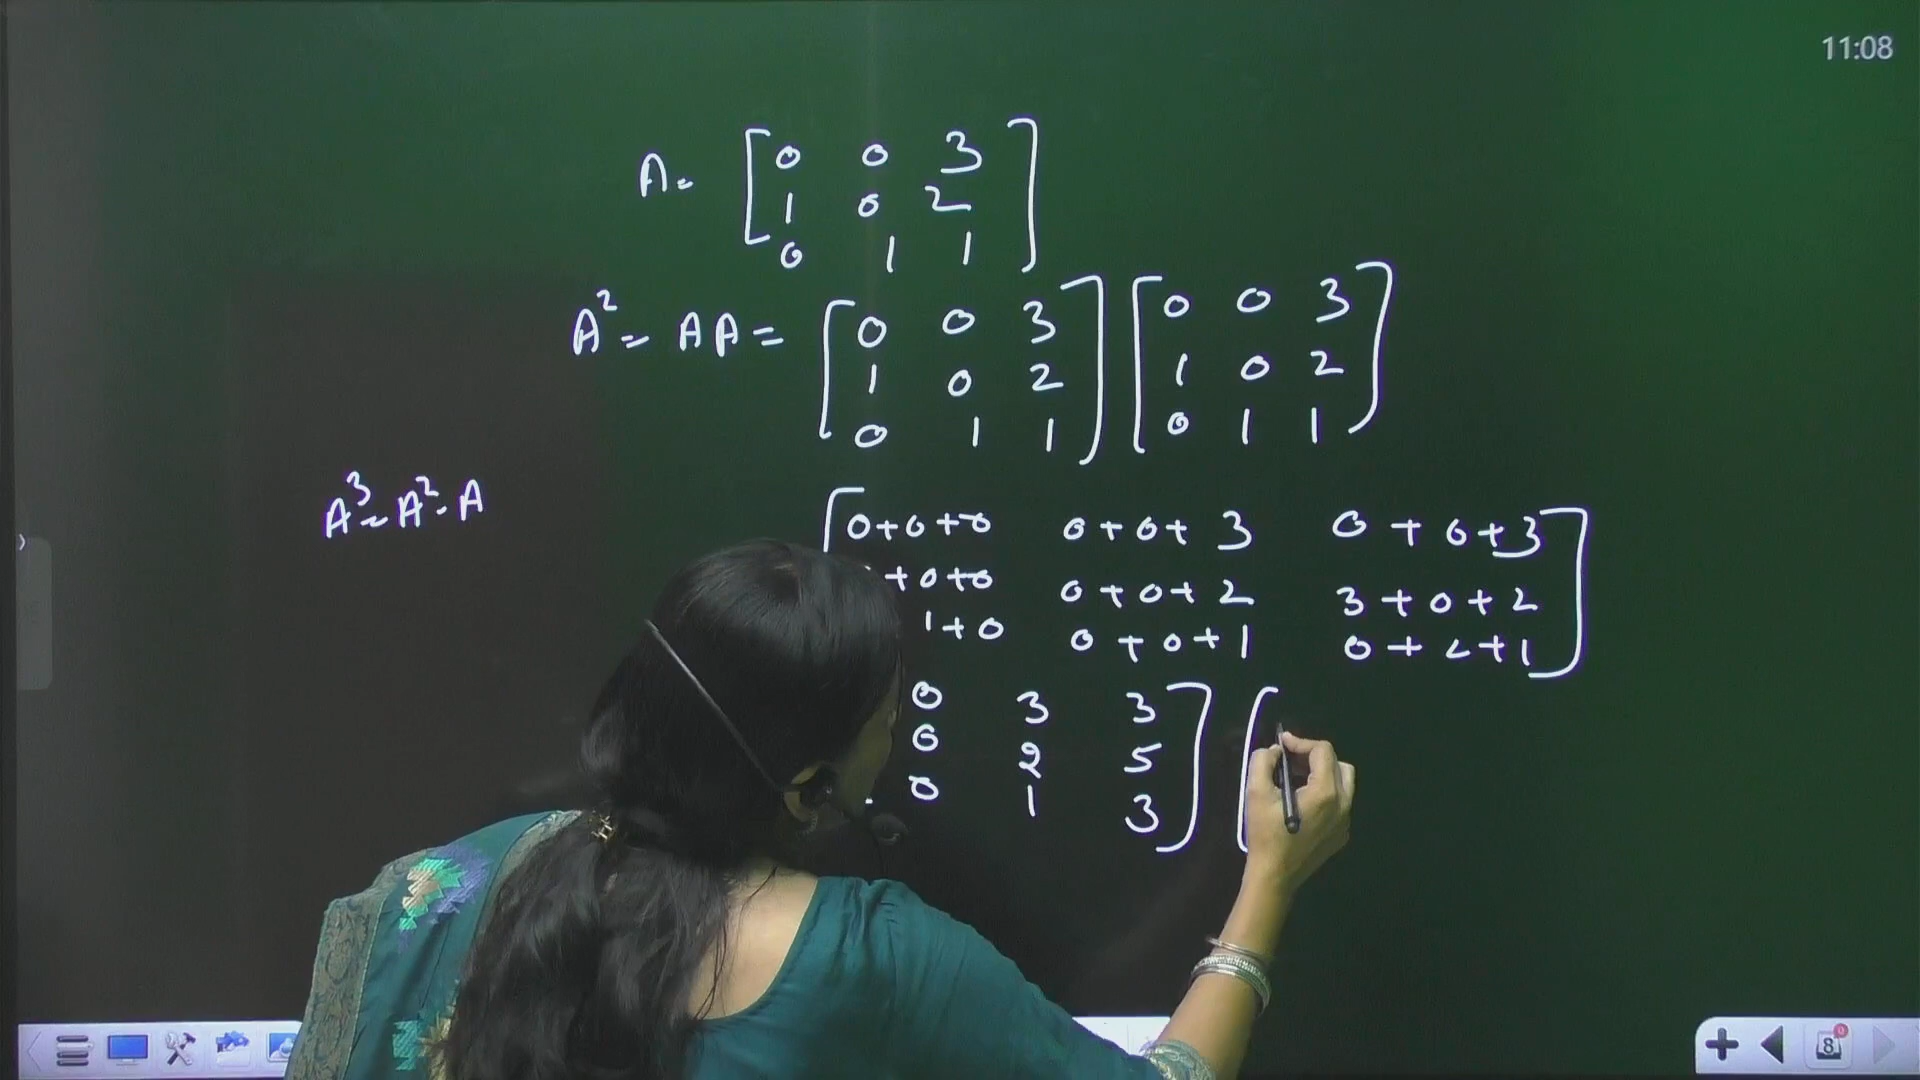 11:08
A = [ 0 0 3
1 0 2
0 1 1 ]
A² = AA = [ 0 0 3 ] [ 0 0 3 ]
1 0 2 1 0 2
0 1 1 0 1 1
A³ = A² · A
[ 0+0+0 0+0+3 0+0+3 ]
+0+0 0+0+2 3+0+2
1+0 0+0+1 0+2+1
0 3 3 ] [
0 2 5
0 1 3
8